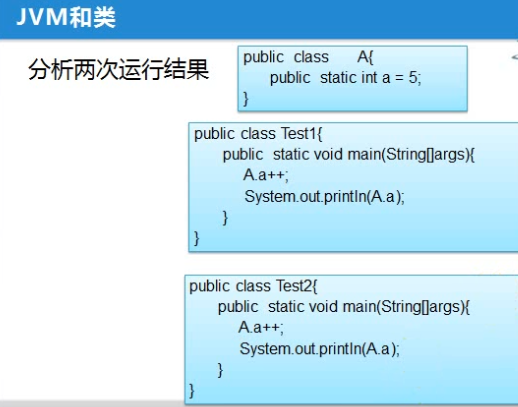 JVM和类
分析两次运行结果
public class A{
public static int a = 5;
}
public class Test1{
public static void main(String[]args){
A.a++;
System.out.println(A.a);
}
}
public class Test2{
public static void main(String[]args){
A.a++;
System.out.println(A.a);
}
}